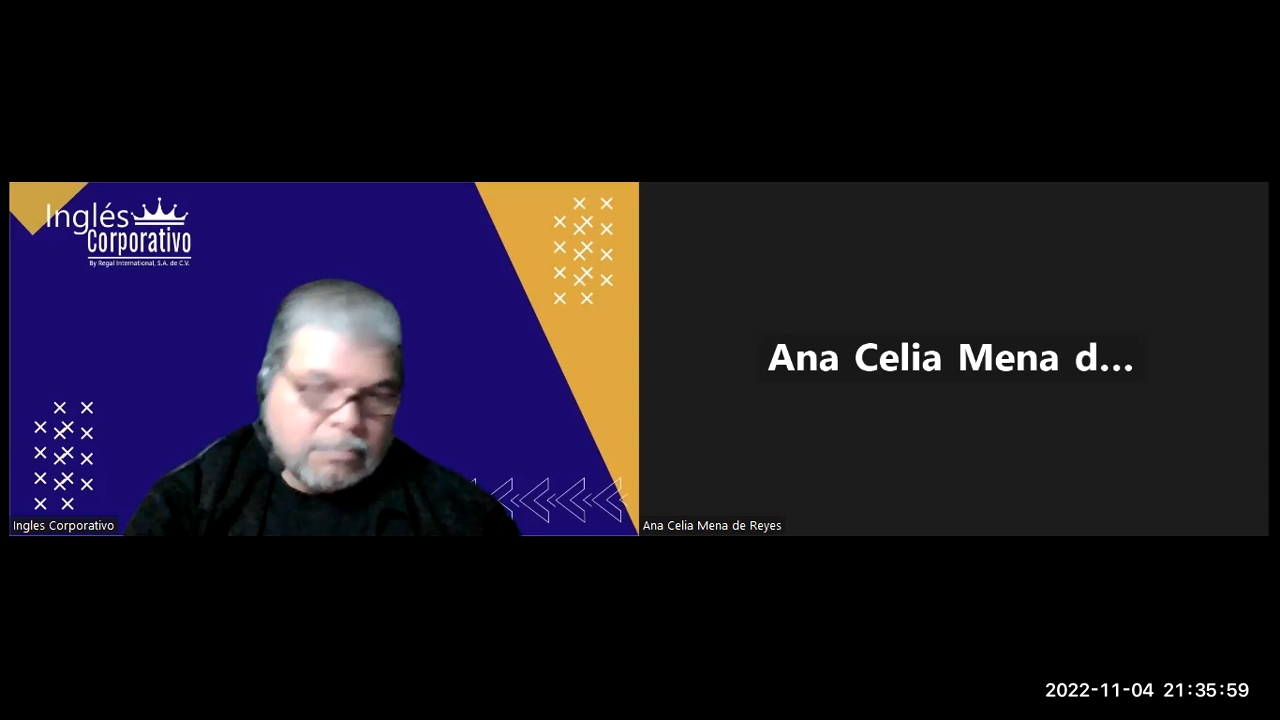 Inglés
Corporativo
By Regal International, S.A. de C.V.
Ana Celia Mena d...
Ingles Corporativo
Ana Celia Mena de Reyes
2022-11-04 21:35:59